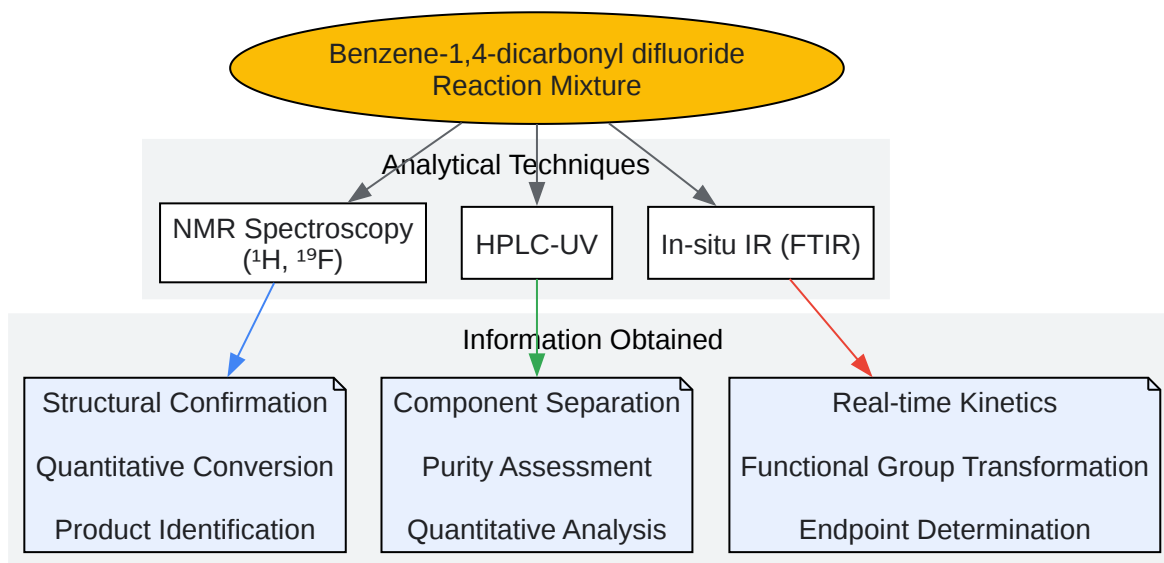 Benzene-1,4-dicarbonyl difluoride
Reaction Mixture
Analytical Techniques
NMR Spectroscopy
(¹H, ¹⁹F)
HPLC-UV
In-situ IR (FTIR)
Information Obtained
Structural Confirmation
Quantitative Conversion
Product Identification
Component Separation
Purity Assessment
Quantitative Analysis
Real-time Kinetics
Functional Group Transformation
Endpoint Determination